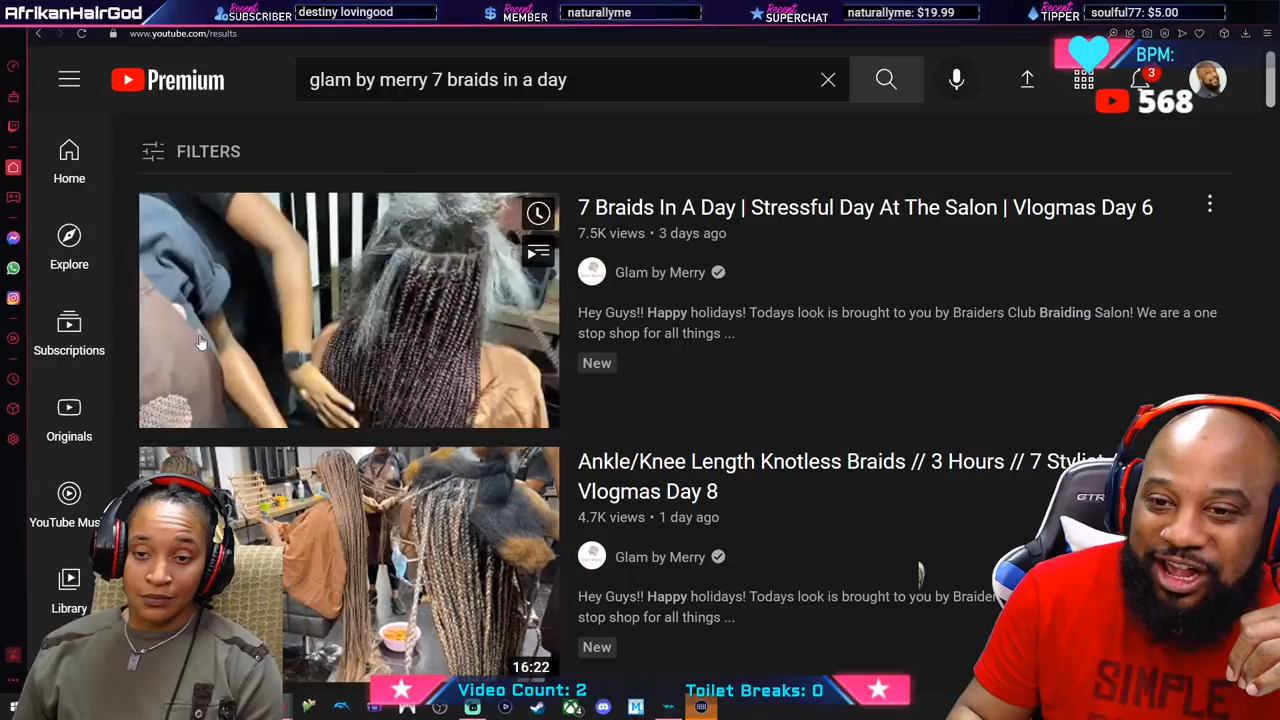 AfrikanHairGod
Recent SUBSCRIBER
destiny lovingood
Recent MEMBER
naturallyme
Recent SUPERCHAT
naturallyme: $19.99
Recent TIPPER
soulful77: $5.00
www.youtube.com/results
BPM:
Premium
glam by merry 7 braids in a day
3
568
FILTERS
Home
Explore
Subscriptions
Originals
YouTube Mus
Library
7 Braids In A Day | Stressful Day At The Salon | Vlogmas Day 6
7.5K views • 3 days ago
Glam by Merry
Hey Guys!! Happy holidays! Todays look is brought to you by Braiders Club Braiding Salon! We are a one
stop shop for all things ...
New
Ankle/Knee Length Knotless Braids // 3 Hours // 7 Styli
Vlogmas Day 8
4.7K views • 1 day ago
Glam by Merry
Hey Guys!! Happy holidays! Todays look is brought to you by Braider
stop shop for all things ...
New
16:22
GTR
SIMPLE
Video Count: 2
Toilet Breaks: 0